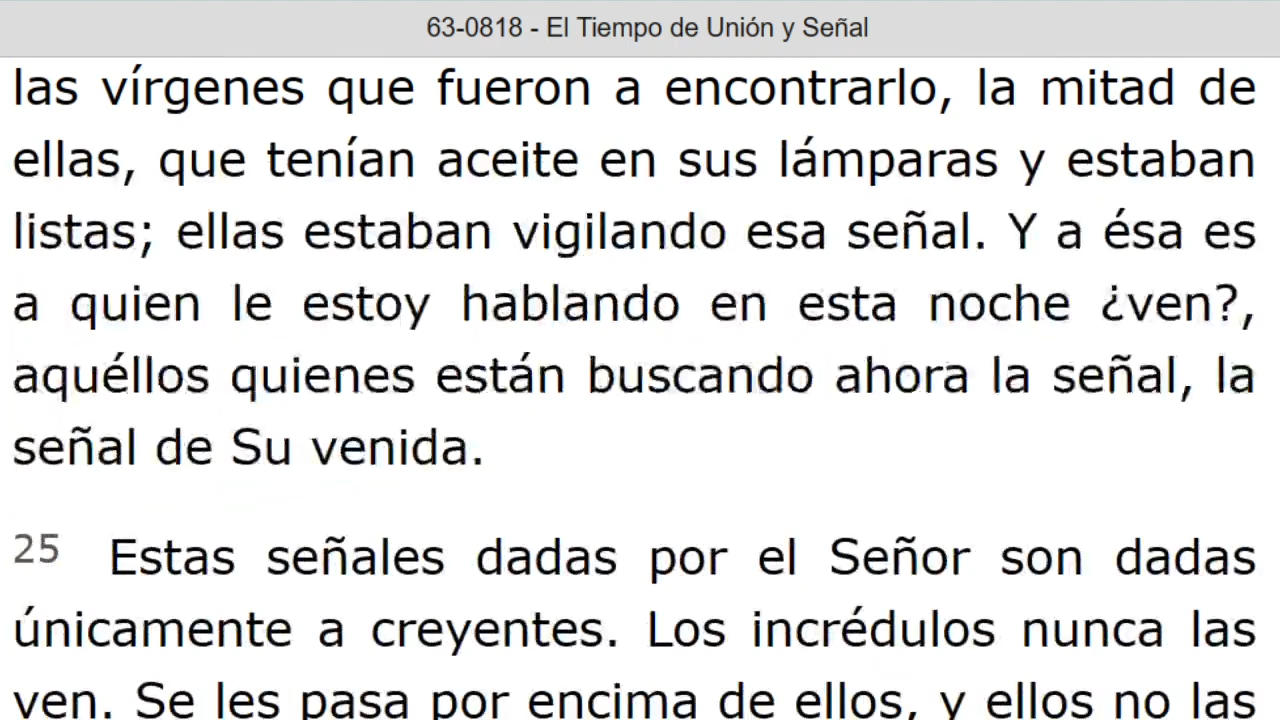 63-0818 - El Tiempo de Unión y Señal
las vírgenes que fueron a encontrarlo, la mitad de
ellas, que tenían aceite en sus lámparas y estaban
listas; ellas estaban vigilando esa señal. Y a ésa es
a quien le estoy hablando en esta noche ¿ven?,
aquéllos quienes están buscando ahora la señal, la
señal de Su venida.
25 Estas señales dadas por el Señor son dadas
únicamente a creyentes. Los incrédulos nunca las
ven. Se les pasa por encima de ellos, y ellos no las